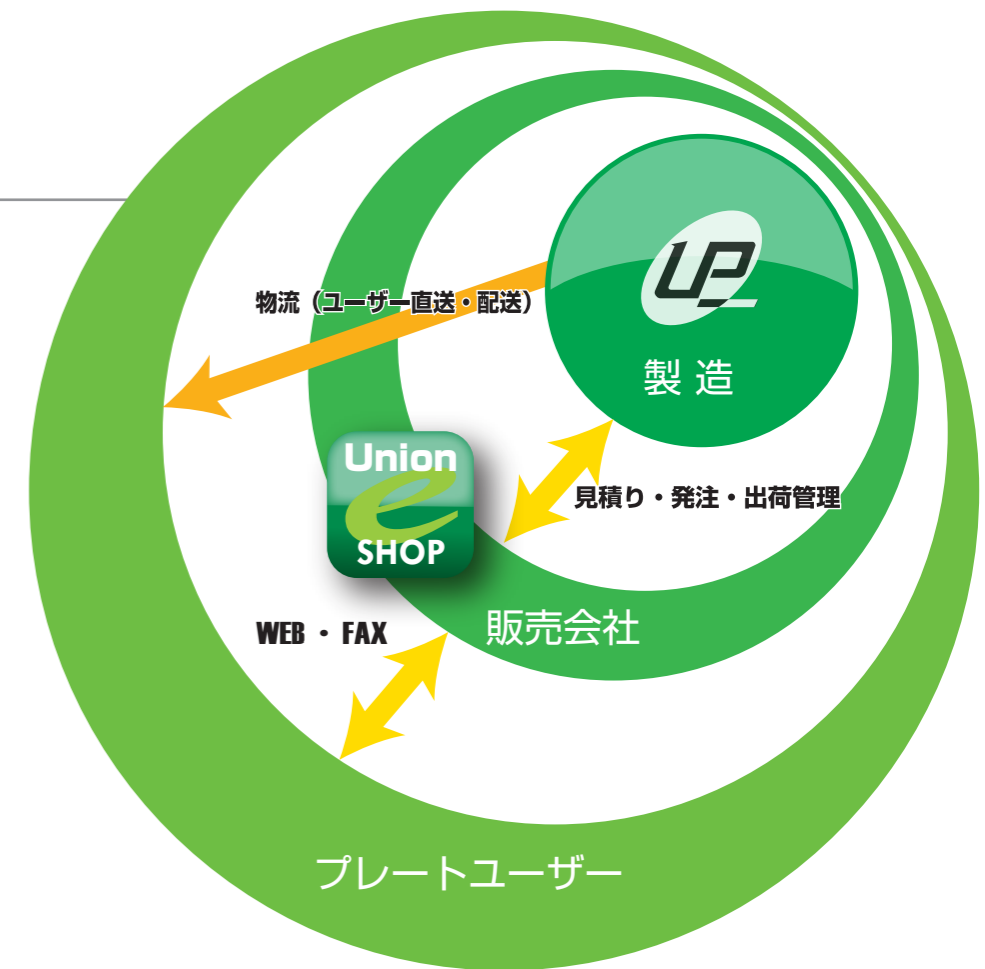 UP
製造
物流（ユーザー直送・配送）
Union
e
SHOP
見積り・発注・出荷管理
WEB・FAX
販売会社
プレートユーザー